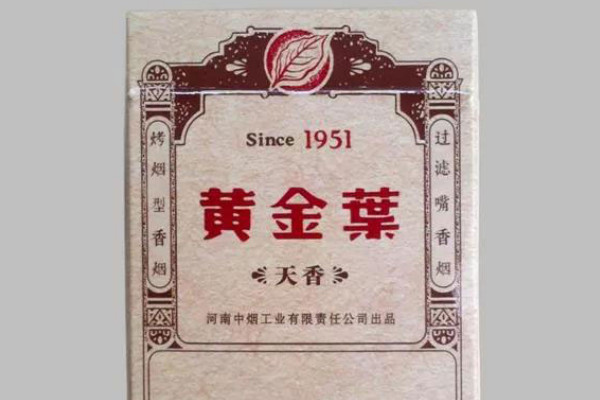 Since 1951
黄金葉
天香
河南中烟工业有限责任公司出品
烤烟型香烟
过滤嘴香烟